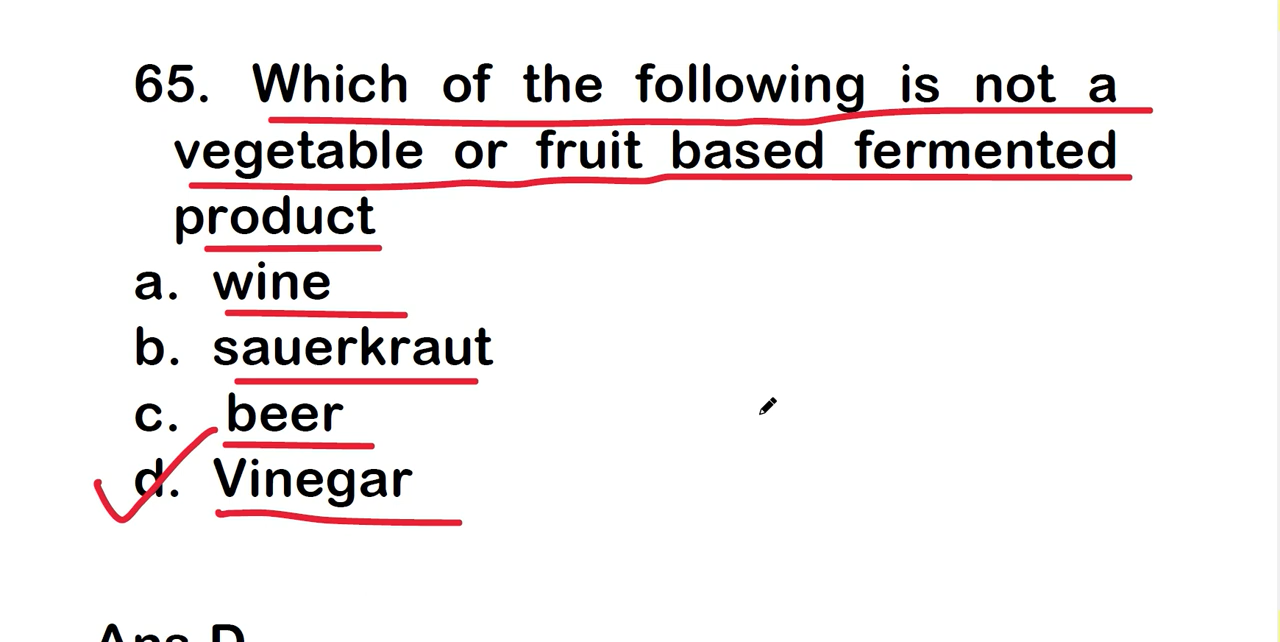 65. Which of the following is not a
vegetable or fruit based fermented
product
a. wine
b. sauerkraut
c. beer
d. Vinegar
Ans D